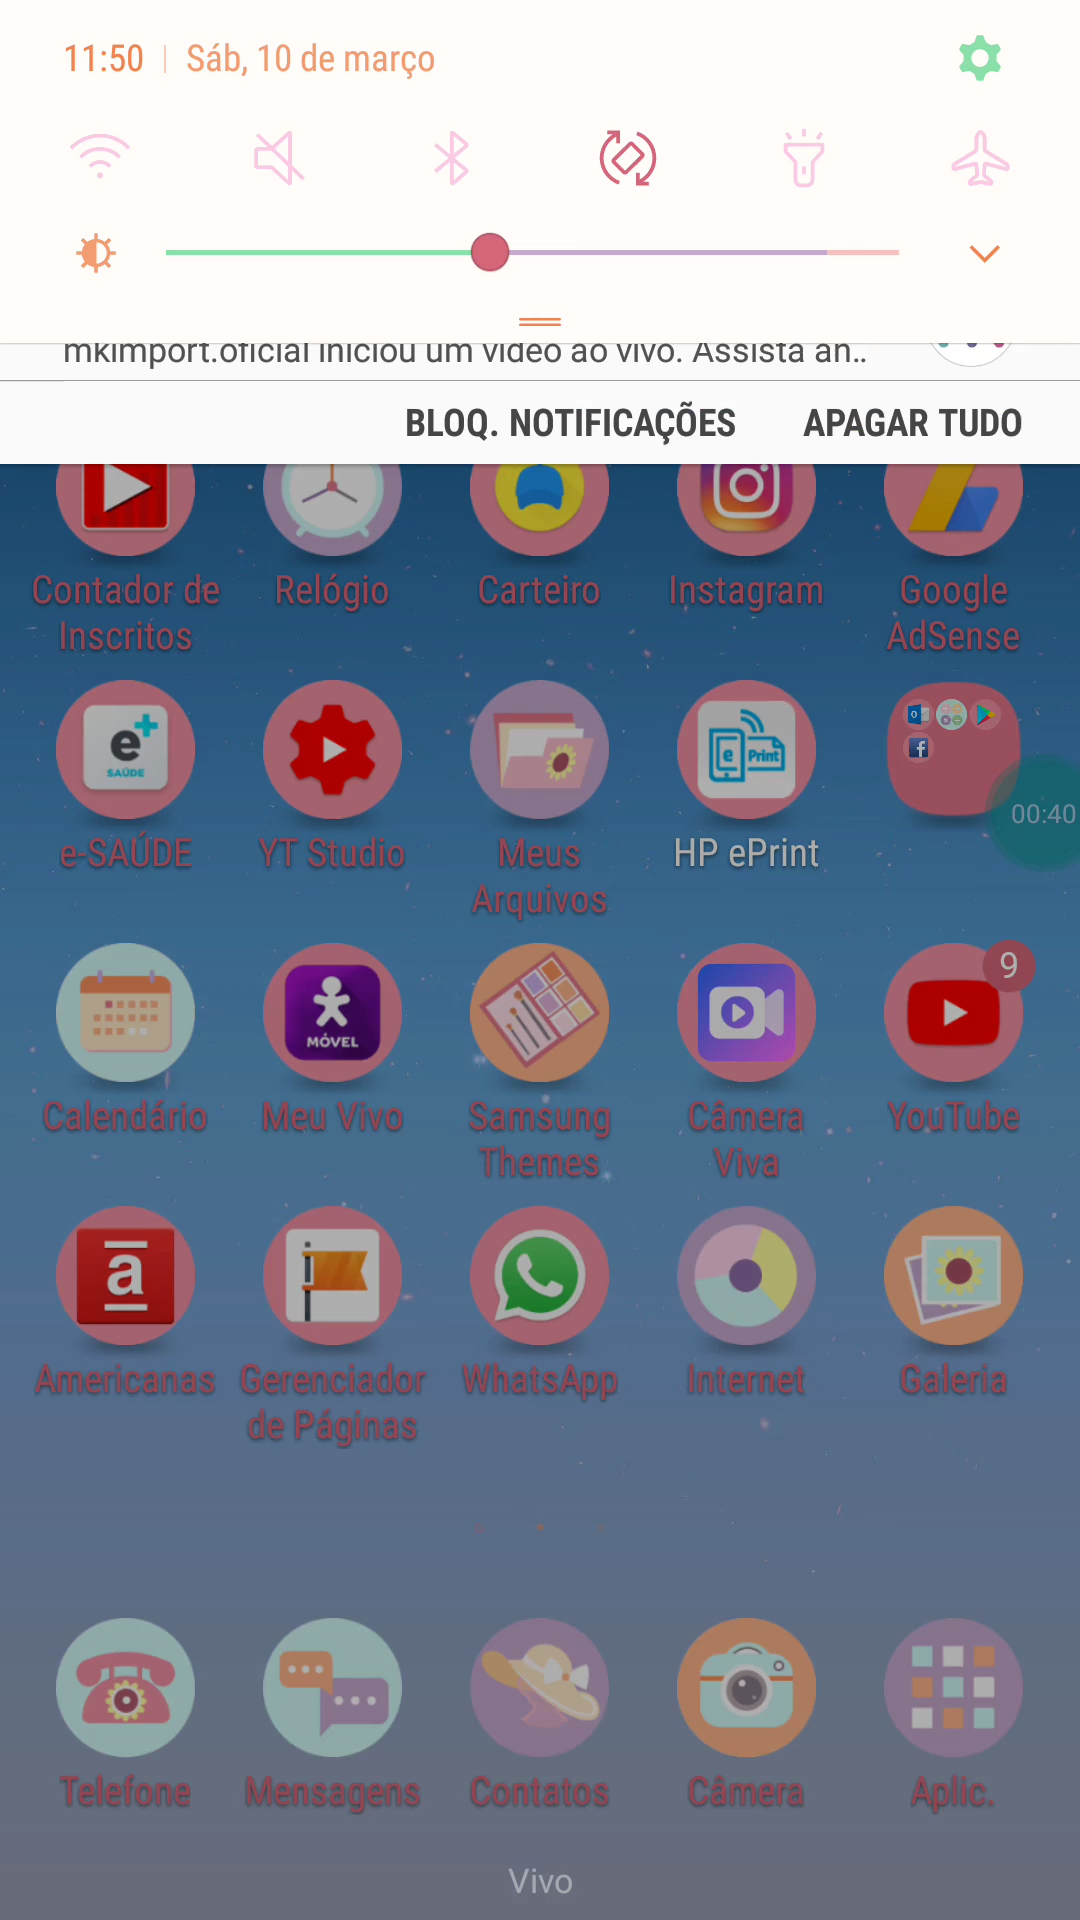 11:50 | Sáb, 10 de março
mkimport.oficial iniciou um vídeo ao vivo. Assista an..
BLOQ. NOTIFICAÇÕES APAGAR TUDO
Contador de Inscritos
Relógio
Carteiro
Instagram
Google AdSense
e
SAÚDE
e
Print
00:40
e-SAÚDE
YT Studio
Meus Arquivos
HP ePrint
9
MÓVEL
Calendário
Meu Vivo
Samsung Themes
Câmera Viva
YouTube
a
Americanas
Gerenciador de Páginas
WhatsApp
Internet
Galeria
Telefone
Mensagens
Contatos
Câmera
Aplic.
Vivo